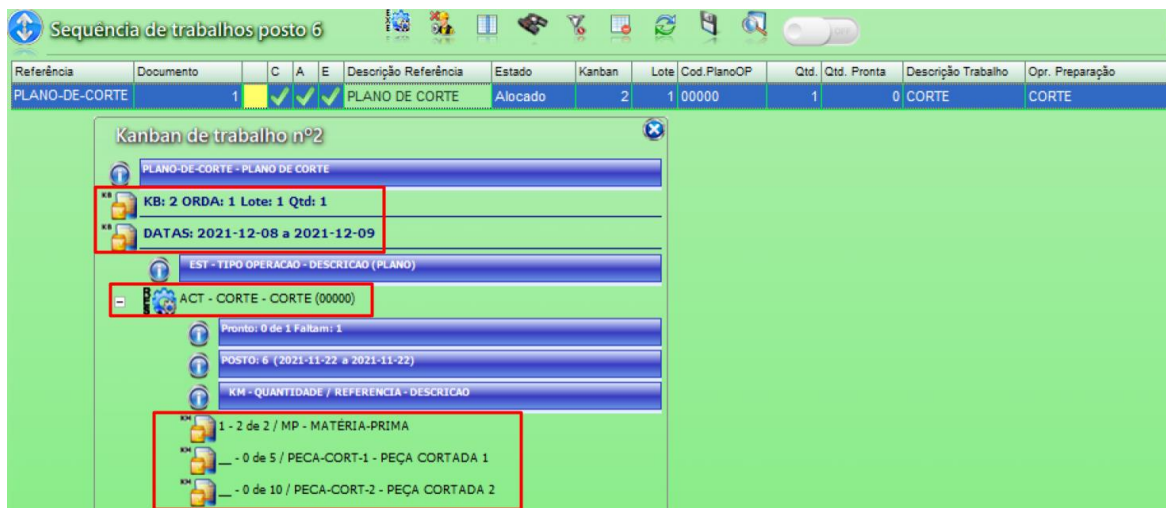 Sequência de trabalhos posto 6
OFF
Referência Documento C A E Descrição Referência Estado Kanban Lote Cod.PlanoOP Qtd. Qtd. Pronta Descrição Trabalho Opr. Preparação
PLANO-DE-CORTE 1 PLANO DE CORTE Alocado 2 1 00000 1 0 CORTE CORTE
Kanban de trabalho nº2
PLANO-DE-CORTE - PLANO DE CORTE
KB KB: 2 ORDA: 1 Lote: 1 Qtd: 1
KB DATAS: 2021-12-08 a 2021-12-09
EST - TIPO OPERACAO - DESCRICAO (PLANO)
ACT - CORTE - CORTE (00000)
Pronto: 0 de 1 Faltam: 1
POSTO: 6 (2021-11-22 a 2021-11-22)
KM - QUANTIDADE / REFERENCIA - DESCRICAO
KM 1 - 2 de 2 / MP - MATÉRIA-PRIMA
KM __ - 0 de 5 / PECA-CORT-1 - PEÇA CORTADA 1
KM __ - 0 de 10 / PECA-CORT-2 - PEÇA CORTADA 2